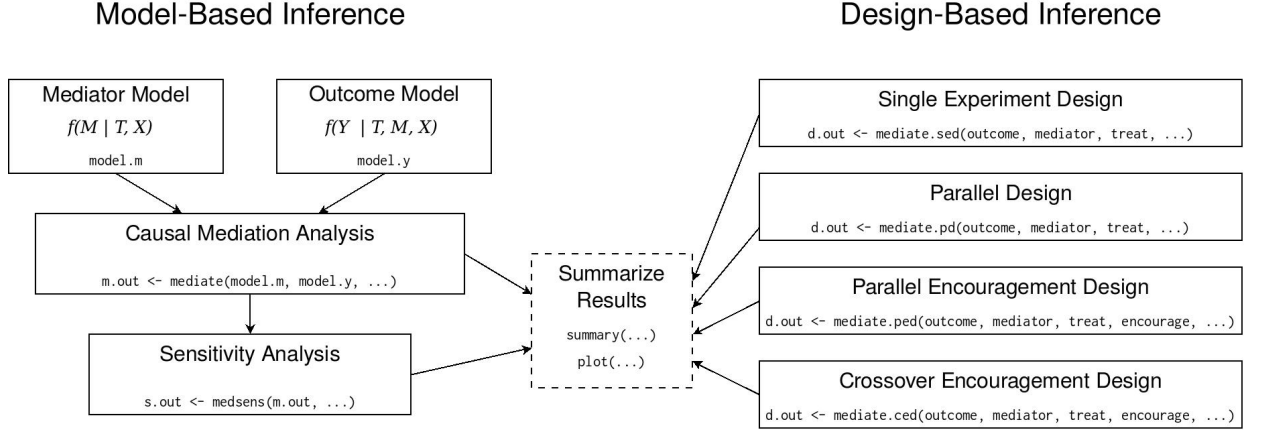 Model-Based Inference
Design-Based Inference
Mediator Model
f(M | T, X)
model.m
Outcome Model
f(Y | T, M, X)
model.y
Causal Mediation Analysis
m.out <- mediate(model.m, model.y, ...)
Sensitivity Analysis
s.out <- medsens(m.out, ...)
Summarize
Results
summary(...)
plot(...)
Single Experiment Design
d.out <- mediate.sed(outcome, mediator, treat, ...)
Parallel Design
d.out <- mediate.pd(outcome, mediator, treat, ...)
Parallel Encouragement Design
d.out <- mediate.ped(outcome, mediator, treat, encourage, ...)
Crossover Encouragement Design
d.out <- mediate.ced(outcome, mediator, treat, encourage, ...)